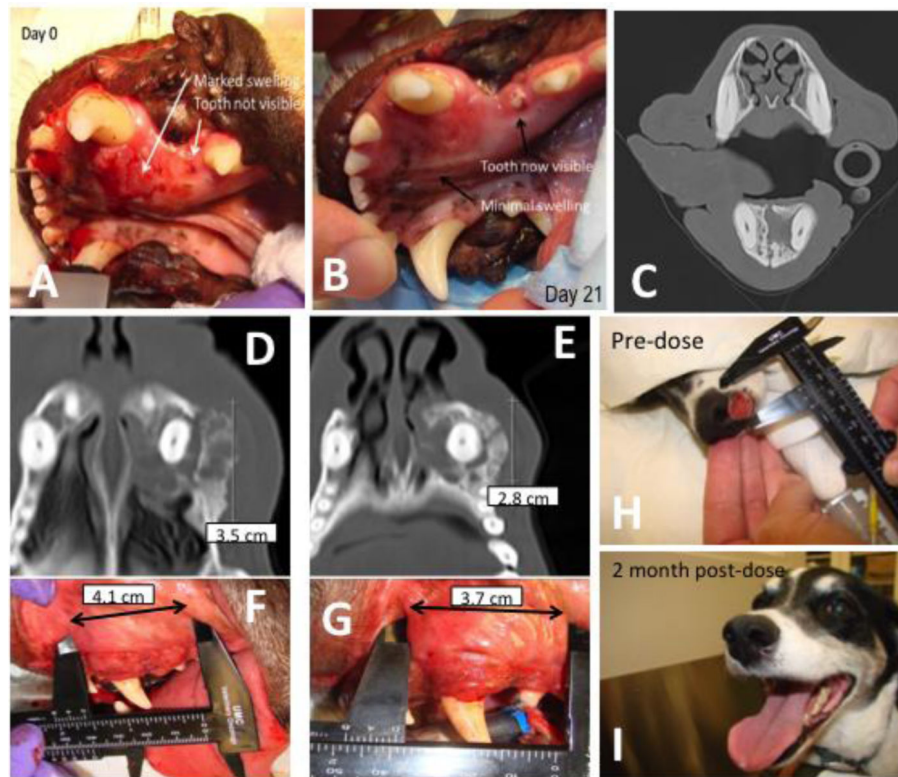 Day 0
Marked swelling
Tooth not visible
A
Tooth now visible
Minimal swelling
B
Day 21
C
D
3.5 cm
E
2.8 cm
Pre-dose
H
4.1 cm
F
UNC
G
3.7 cm
2 month post-dose
I